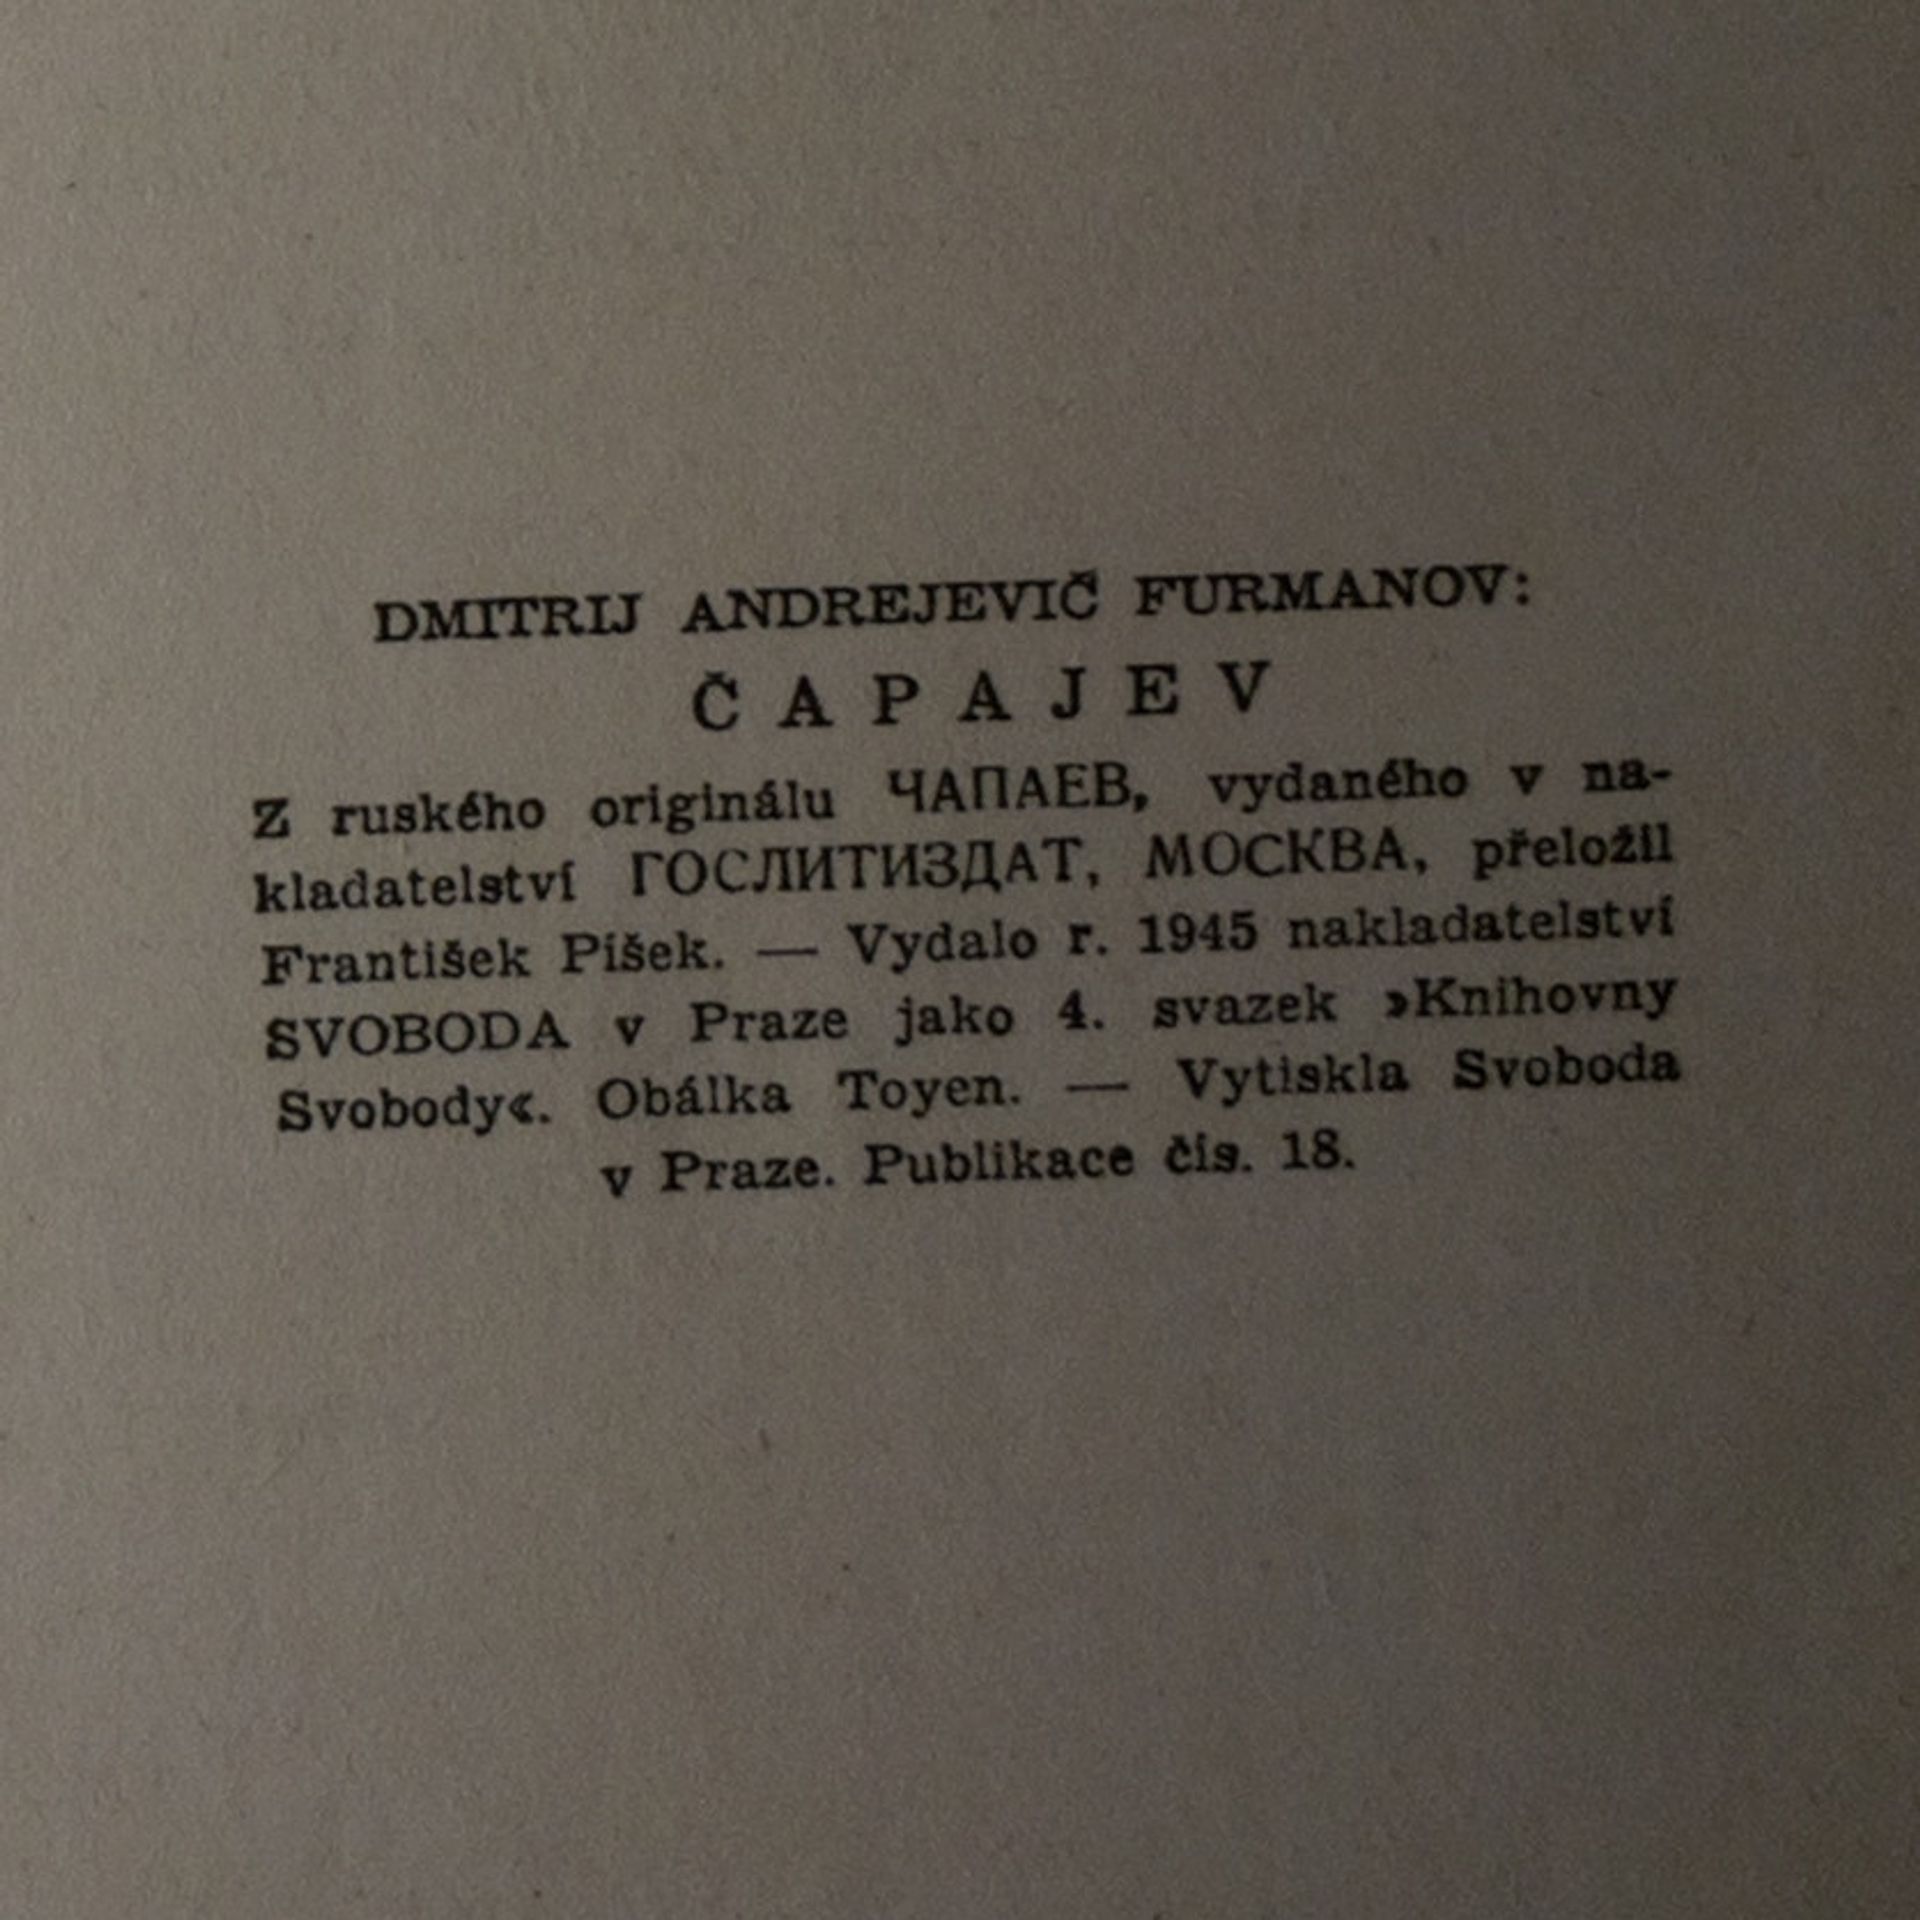 DMITRIJ ANDREJEVIČ FURMANOV:
ČAPAJEV
Z ruského originálu ЧАПАЕВ, vydaného v na-
kladatelství ГОСЛИТИЗДАТ, МОСКВА, přeložil
František Píšek. — Vydalo r. 1945 nakladatelství
SVOBODA v Praze jako 4. svazek »Knihovny
Svobody«. Obálka Toyen. — Vytiskla Svoboda
v Praze. Publikace čís. 18.